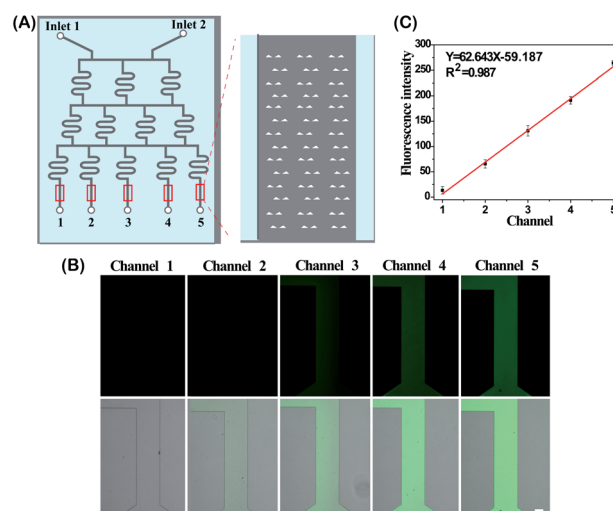 (A)
Inlet 1
Inlet 2
1 2 3 4 5
(C)
Fluorescence intensity
300
250
200
150
100
50
0
Y=62.643X-59.187
R²=0.987
1 2 3 4 5
Channel
(B)
Channel 1 Channel 2 Channel 3 Channel 4 Channel 5